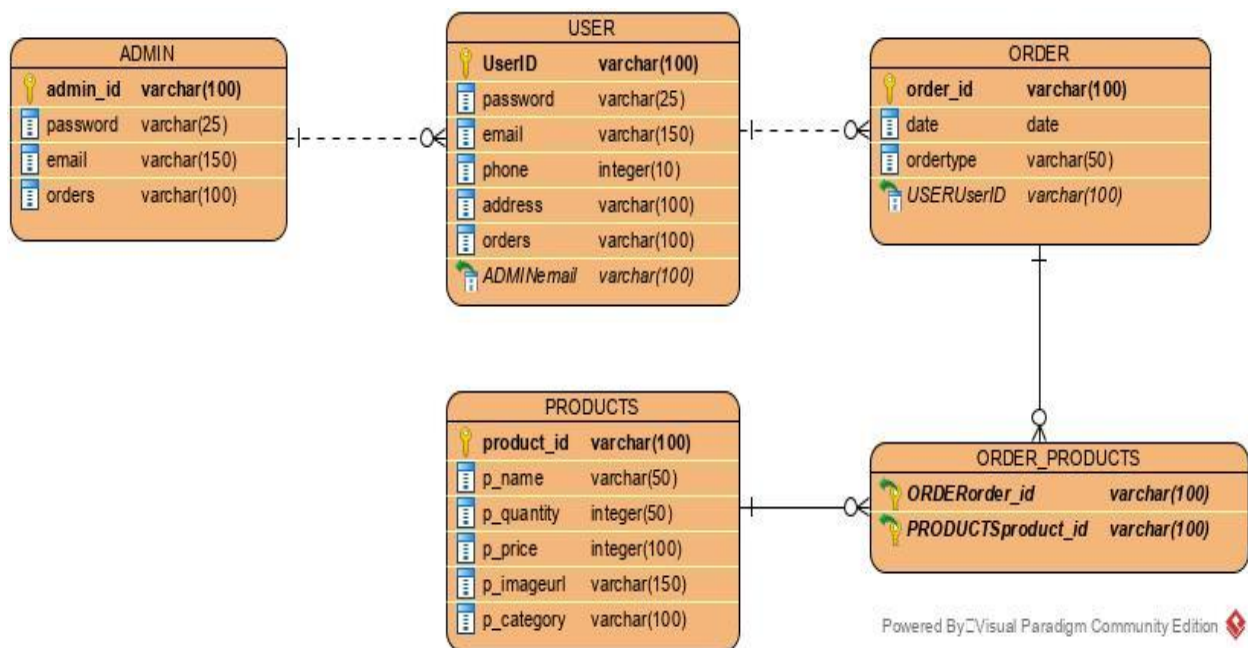 ADMIN
admin_id varchar(100)
password varchar(25)
email varchar(150)
orders varchar(100)
USER
UserID varchar(100)
password varchar(25)
email varchar(150)
phone integer(10)
address varchar(100)
orders varchar(100)
ADMINemail varchar(100)
ORDER
order_id varchar(100)
date date
ordertype varchar(50)
USERUserID varchar(100)
PRODUCTS
product_id varchar(100)
p_name varchar(50)
p_quantity integer(50)
p_price integer(100)
p_imageurl varchar(150)
p_category varchar(100)
ORDER_PRODUCTS
ORDERorder_id varchar(100)
PRODUCTSproduct_id varchar(100)
Powered By□Visual Paradigm Community Edition